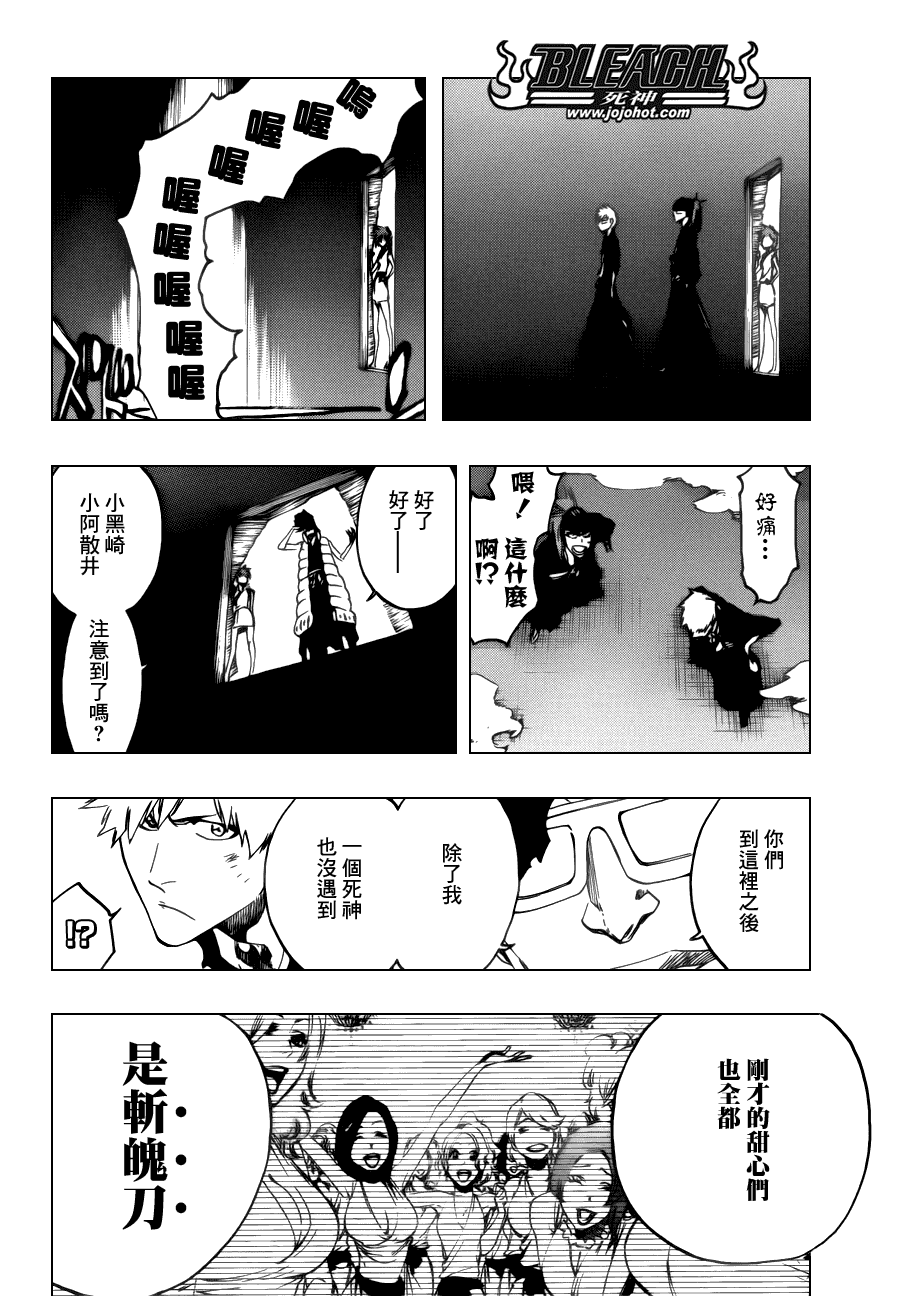 BLEACH
死神
www.jojohot.com
嗚
喔
喔
喔
喔
喔
喔
喔
喔
好痛…
喂！
這什麼
啊!?
好了
好了——
小黑崎
小阿散井
注意到了嗎？
你們
到這裡之後
除了我
一個死神
也沒遇到
!?
剛才的甜心們
也全都
是斬魄刀